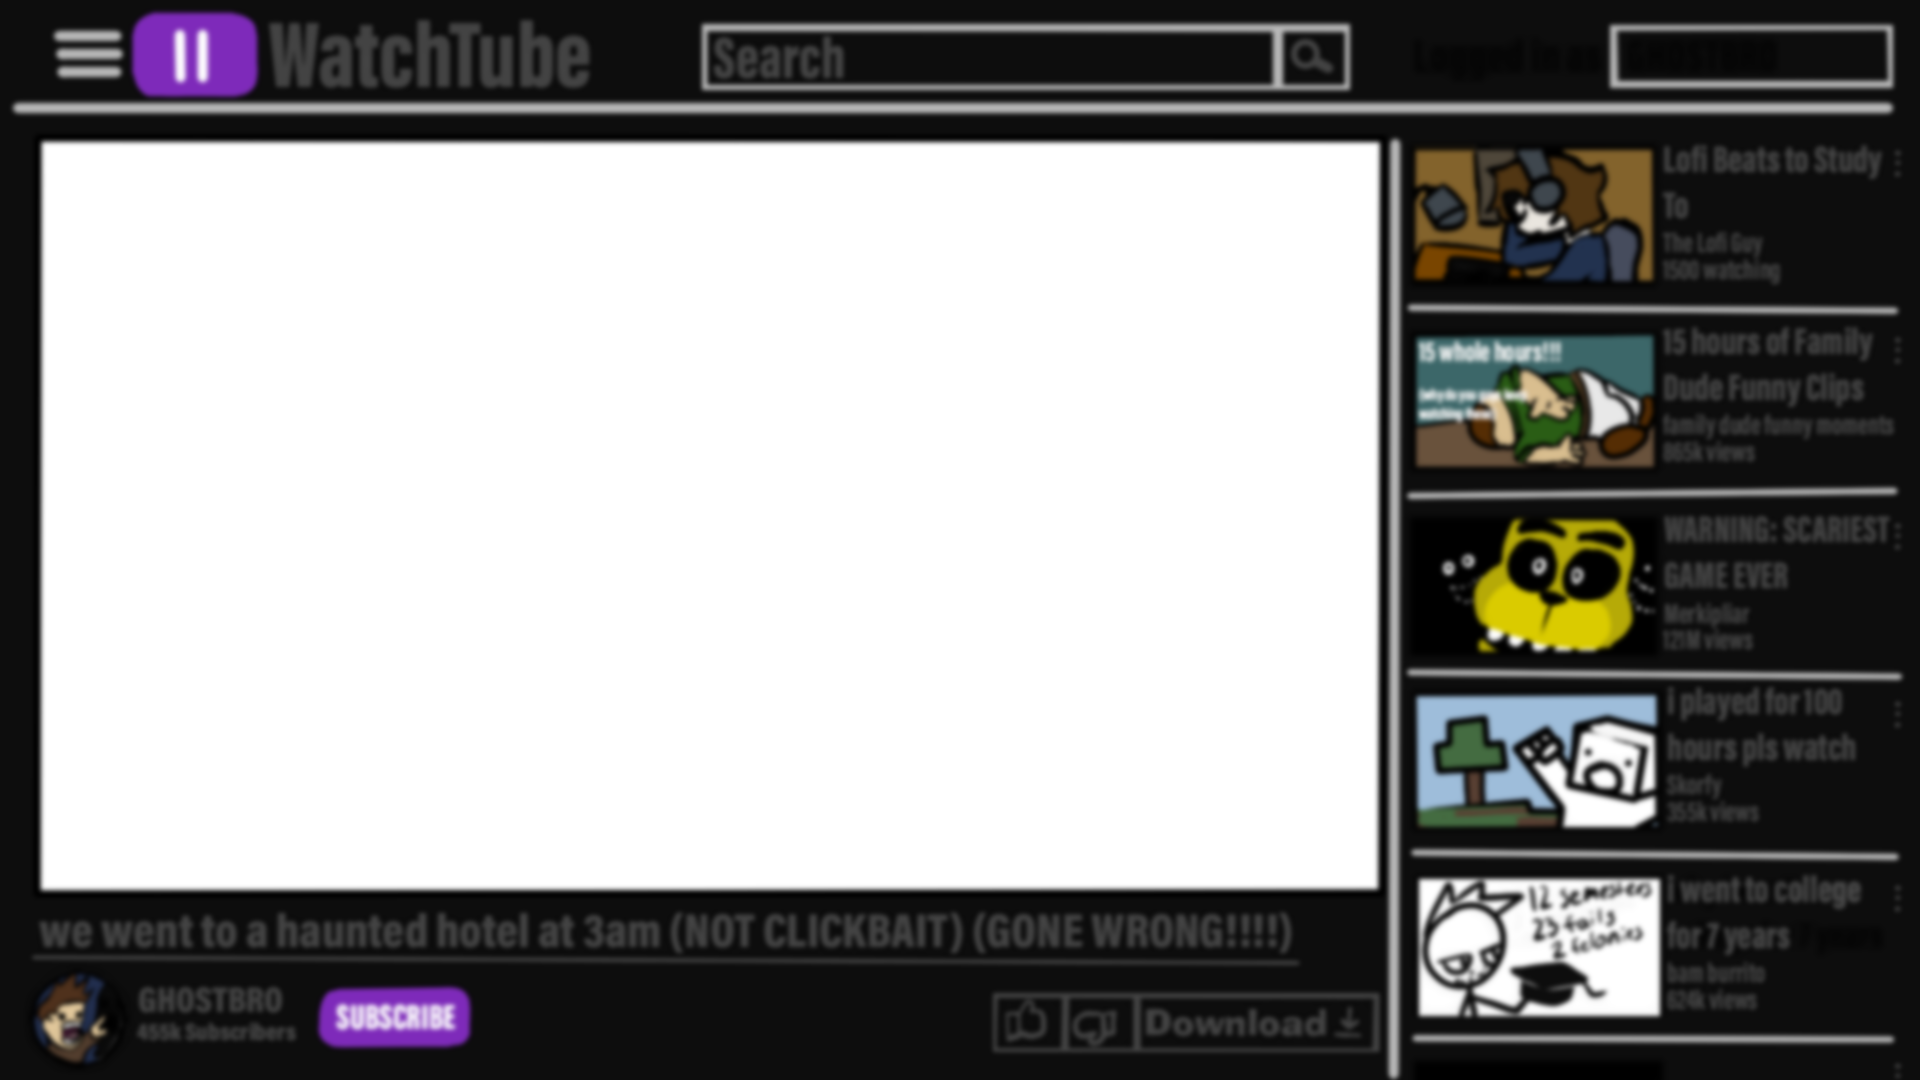 WatchTube
Search
Logged in as
GHOSTBRO
Lofi Beats to Study
To
The Lofi Guy
1500 watching
15 whole hours!!!
15 hours of Family
Dude Funny Clips
family dude funny moments
865k views
WARNING: SCARIEST
GAME EVER
Merkiplier
121M views
i played for 100
hours pls watch
Skorfy
355k views
12 semesters
23 fails
2 felonies
i went to college
for 7 years
bam burrito
624k views
we went to a haunted hotel at 3am (NOT CLICKBAIT) (GONE WRONG!!!!)
GHOSTBRO
455k Subscribers
SUBSCRIBE
Download